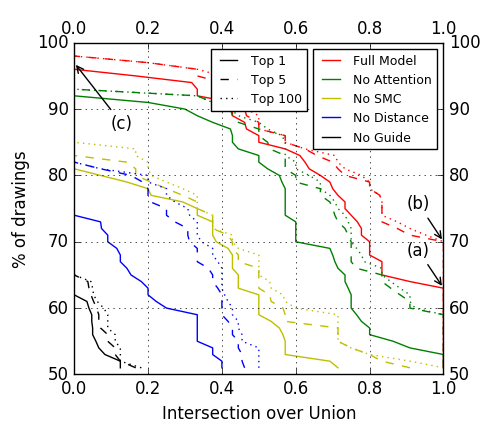 0.0 0.2 0.4 0.6 0.8 1.0
100 100
Top 1
Top 5
Top 100
Full Model
No Attention
No SMC
No Distance
No Guide
90 90
(c)
80 80
(b)
70 70
(a)
60 60
50 50
% of drawings
0.0 0.2 0.4 0.6 0.8 1.0
Intersection over Union